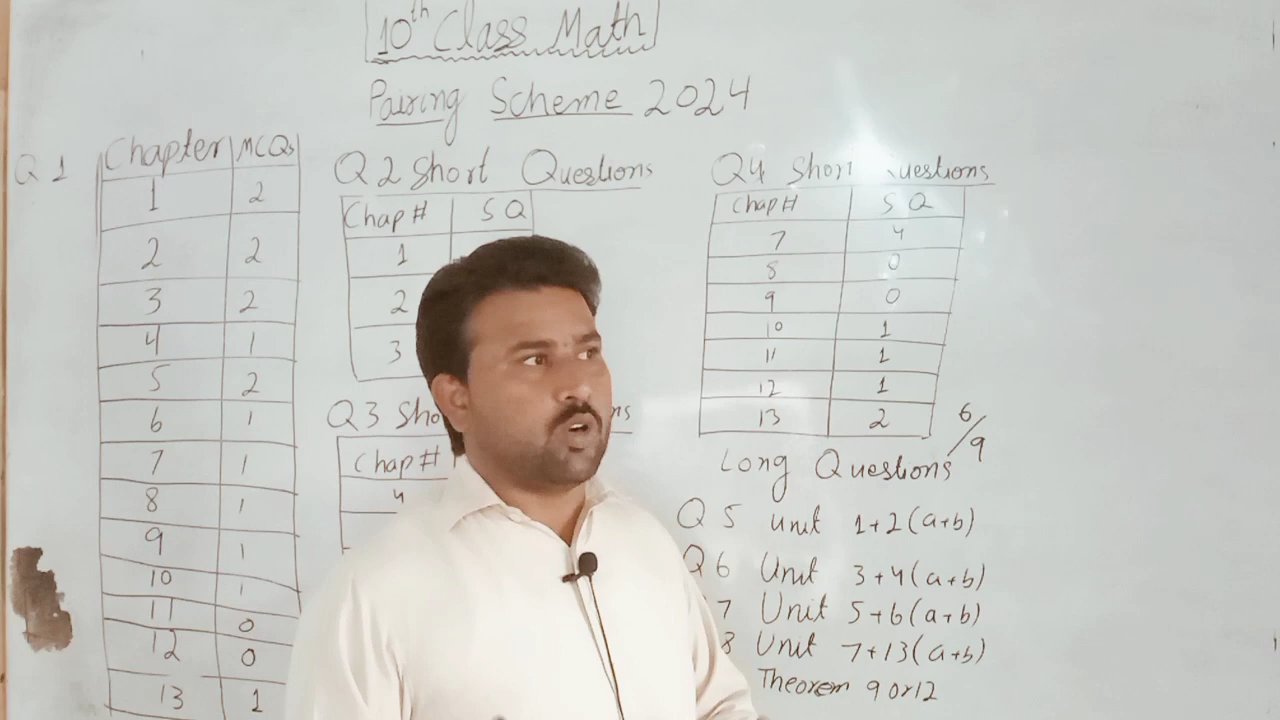 10th Class Math
Pairing Scheme 2024
Q 1
Chapter MCQs
1 2
2 2
3 2
4 1
5 2
6 1
7 1
8 1
9 1
10 1
11 0
12 0
13 1
Q2 Short Questions
Chap # S Q
1
2
3
Q3 Sho
Chap #
4
Q4 Short uestions
Chap # S Q
7 4
8 0
9 0
10 1
11 1
12 1
13 2
6/9
Long Questions
Q 5 unit 1+2(a+b)
Q 6 Unit 3+4(a+b)
7 Unit 5+6(a+b)
8 Unit 7+13(a+b)
Theorem 9 or 12